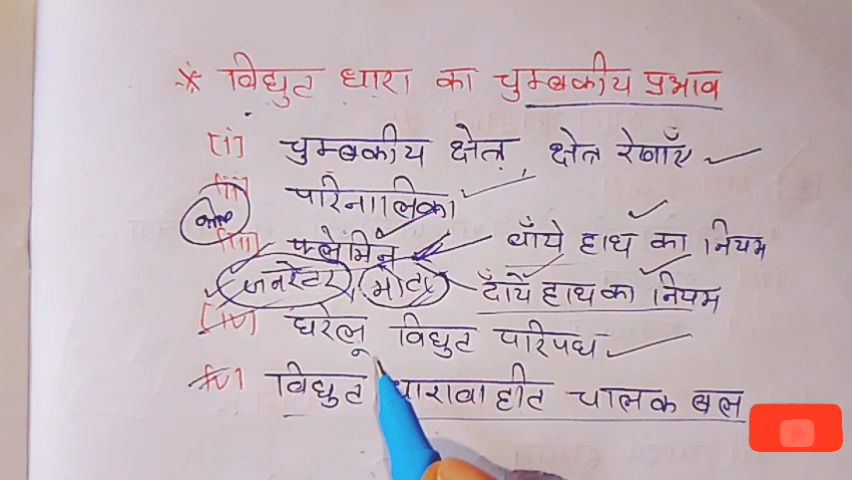 * विद्युत धारा का चुम्बकीय प्रभाव
(i) चुम्बकीय क्षेत्र, क्षेत्र रेखाएँ
(ii) परिनालिका
(iii) फ्लेमिन बाँये हाथ का नियम
जनरेटर, मोटर दाँये हाथ का नियम
(iv) घरेलू विद्युत परिपथ
(v) विद्युत धारावाहीत चालक बल